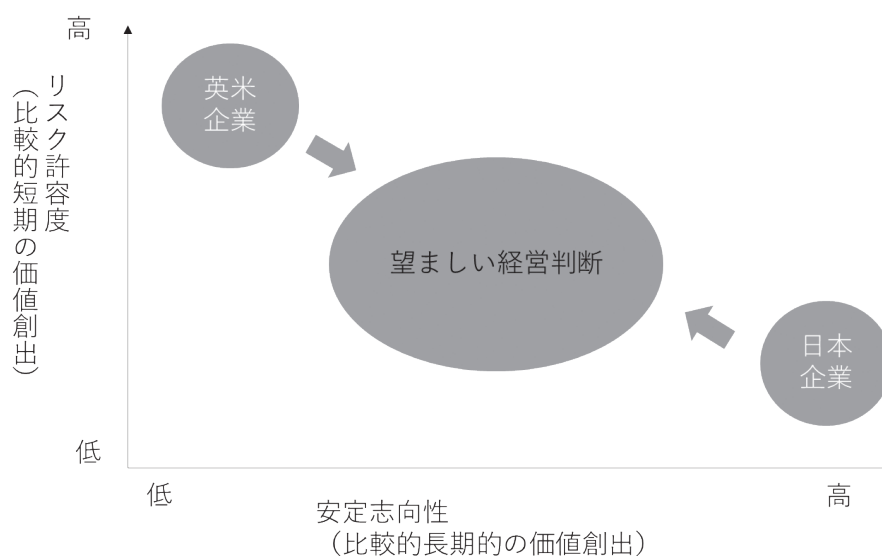 高
リスク許容度
（比較的短期の価値創出）
英米
企業
望ましい経営判断
日本
企業
低
低
高
安定志向性
（比較的長期的の価値創出）